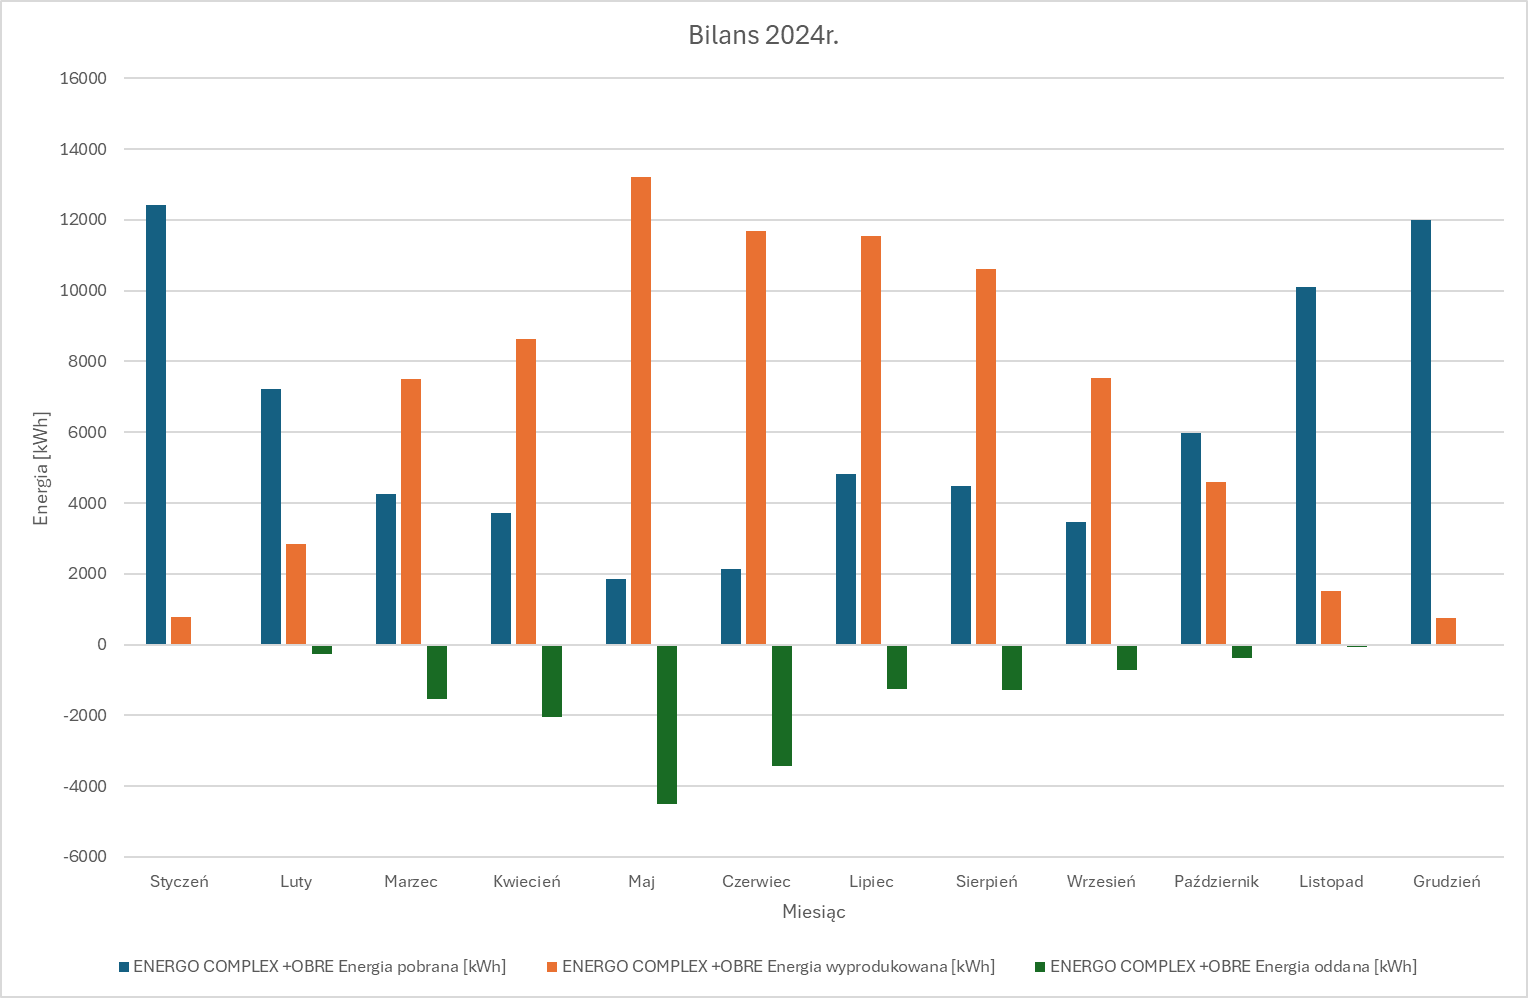 Bilans 2024r.
16000
14000
12000
10000
8000
6000
4000
2000
0
-2000
-4000
-6000
Energia [kWh]
Styczeń Luty Marzec Kwiecień Maj Czerwiec Lipiec Sierpień Wrzesień Październik Listopad Grudzień
Miesiąc
ENERGO COMPLEX +OBRE Energia pobrana [kWh] ENERGO COMPLEX +OBRE Energia wyprodukowana [kWh] ENERGO COMPLEX +OBRE Energia oddana [kWh]